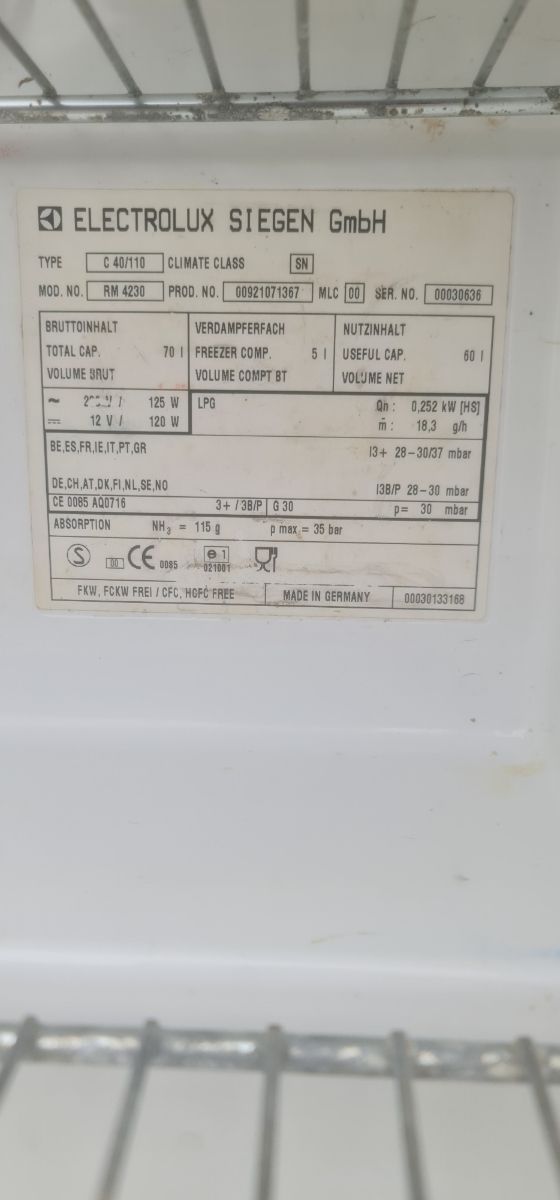 ELECTROLUX SIEGEN GmbH
TYPE C 40/110 CLIMATE CLASS SN
MOD. NO. RM 4230 PROD. NO. 00921071367 MLC 00 SER. NO. 00030636
BRUTTOINHALT VERDAMPFERFACH NUTZINHALT
TOTAL CAP. 70 l FREEZER COMP. 5 l USEFUL CAP. 60 l
VOLUME BRUT VOLUME COMPT BT VOLUME NET
~ V / 125 W LPG Qn : 0,252 kW [HS]
12 V / 120 W m : 18,3 g/h
BE,ES,FR,IE,IT,PT,GR I3+ 28-30/37 mbar
DE,CH,AT,DK,FI,NL,SE,NO I3B/P 28-30 mbar
CE 0085 AQ0716 3+ / 3B/P G 30 p= 30 mbar
ABSORPTION NH₃ = 115 g p max = 35 bar
S 00 CE 0085 e 1 021001
FKW, FCKW FREI / CFC, HCFC FREE MADE IN GERMANY 00030133168